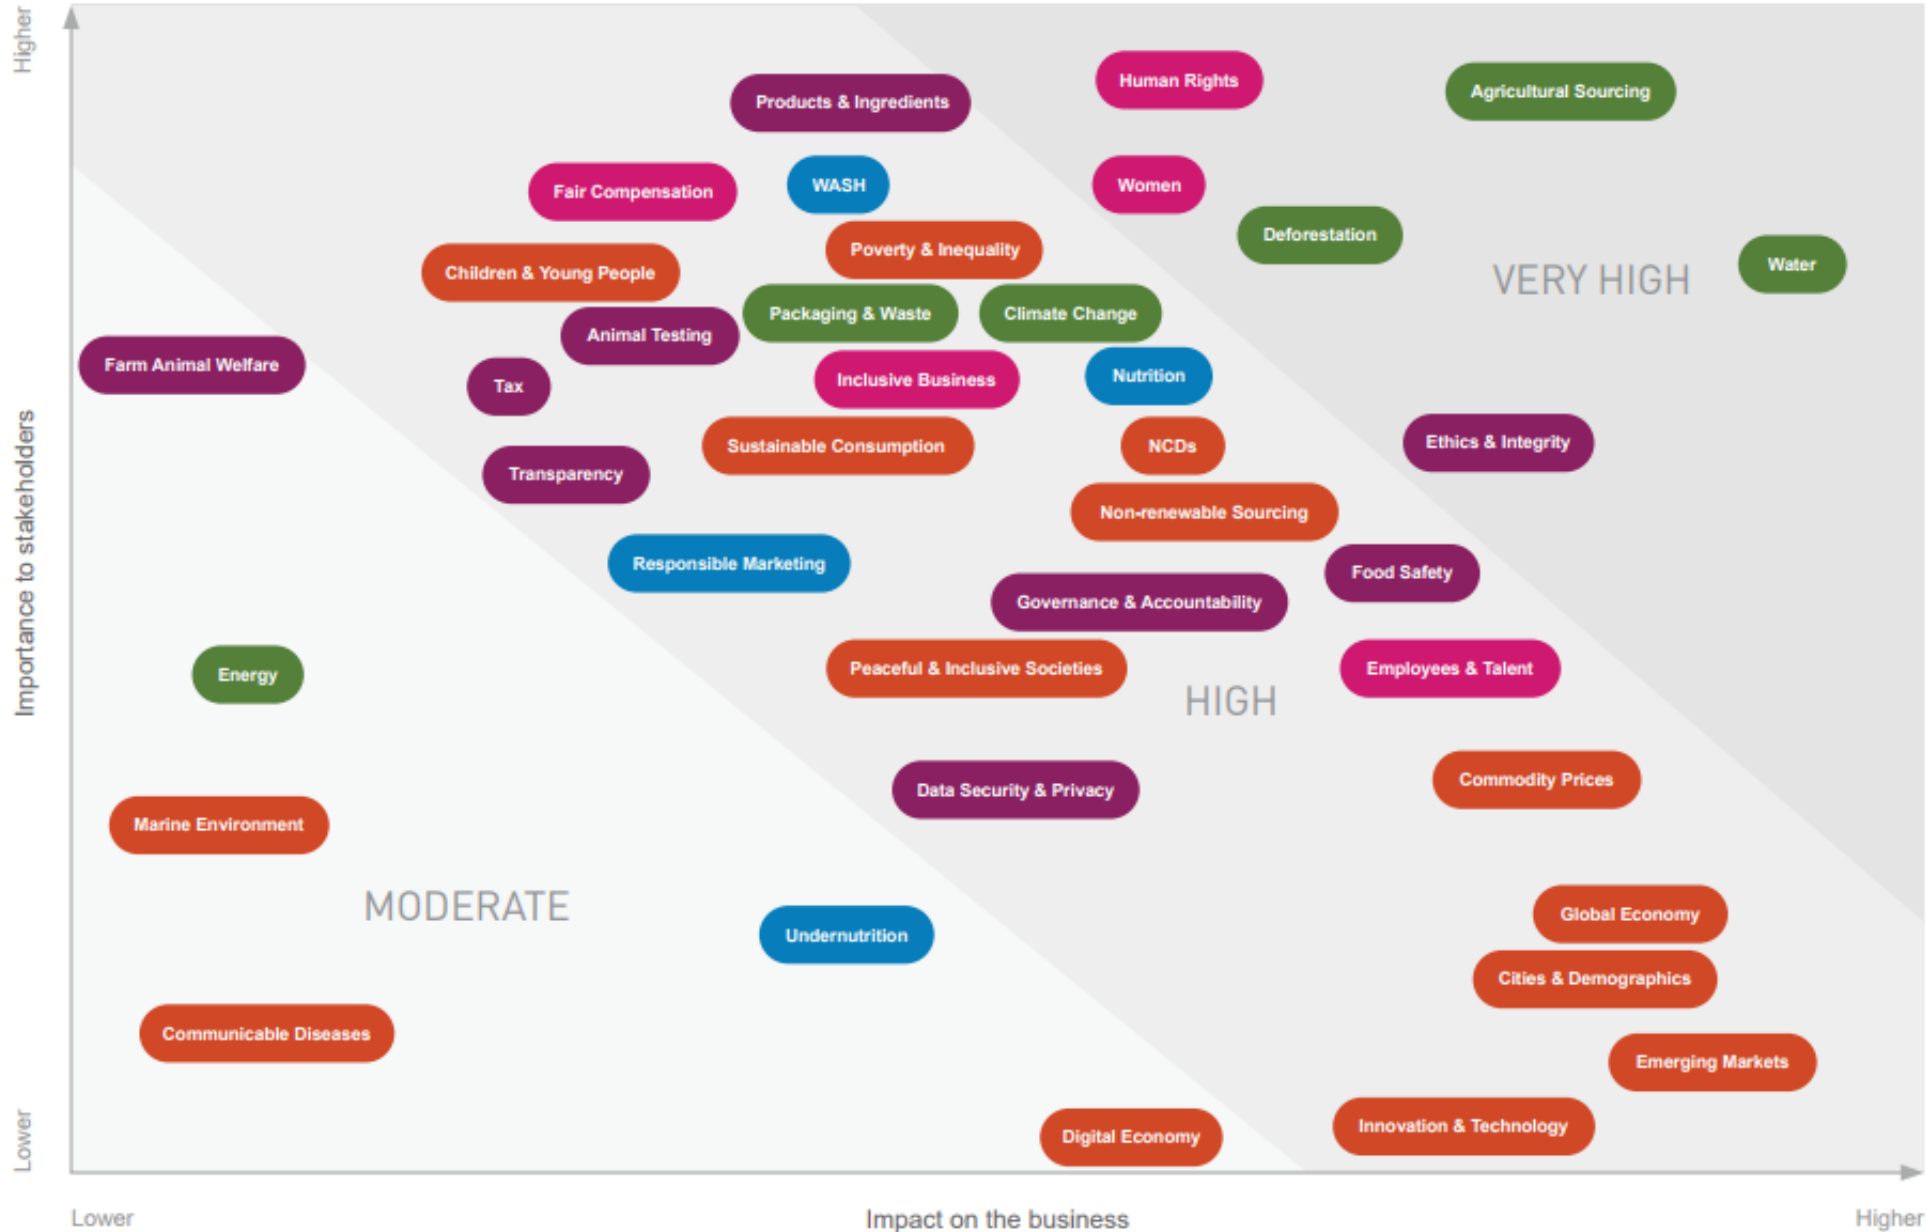 Higher
Human Rights
Agricultural Sourcing
Products & Ingredients
WASH
Women
Fair Compensation
Deforestation
Poverty & Inequality
Water
Children & Young People
VERY HIGH
Packaging & Waste
Climate Change
Animal Testing
Farm Animal Welfare
Nutrition
Inclusive Business
Tax
Ethics & Integrity
Sustainable Consumption
NCDs
Transparency
Non-renewable Sourcing
Importance to stakeholders
Responsible Marketing
Food Safety
Governance & Accountability
Peaceful & Inclusive Societies
Employees & Talent
Energy
HIGH
Commodity Prices
Data Security & Privacy
Marine Environment
MODERATE
Global Economy
Undernutrition
Cities & Demographics
Communicable Diseases
Emerging Markets
Innovation & Technology
Digital Economy
Lower
Lower
Impact on the business
Higher